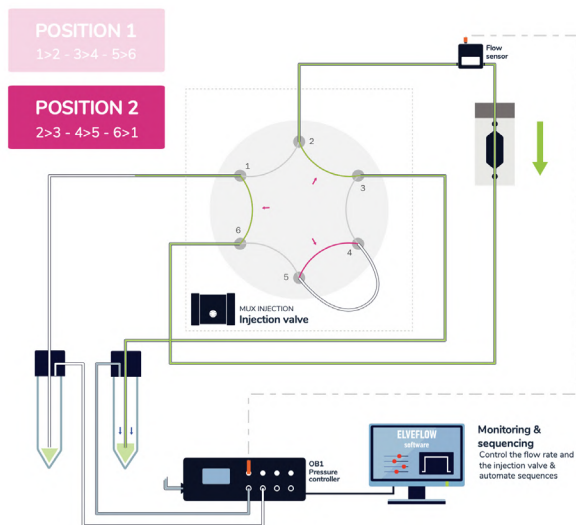 POSITION 1
1>2 - 3>4 - 5>6
POSITION 2
2>3 - 4>5 - 6>1
Flow
sensor
1
2
3
4
5
6
MUX INJECTION
Injection valve
OB1
Pressure
controller
ELVEFLOW
software
Monitoring &
sequencing
Control the flow rate and
the injection valve &
automate sequences